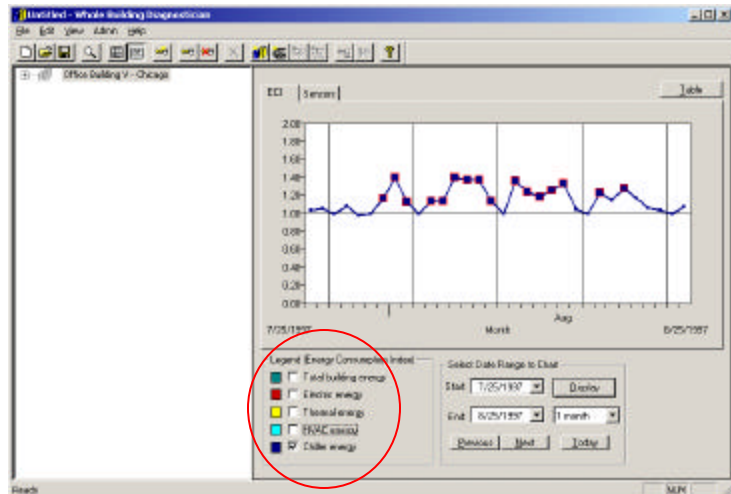 Untitled - Whole Building Diagnostician
File Edit View Admin Help
Office Building V - Chicago
ECI Sensors Table
2.00
1.80
1.60
1.40
1.20
1.00
0.80
0.60
0.40
0.20
0.00
Aug
7/25/1997 Month 8/25/1997
Legend (Energy Consumption Index)
Total building energy
Electric energy
Thermal energy
HVAC energy
Chiller energy
Select Date Range to Chart
Start 7/25/1997 Display
End 8/25/1997 1 month
Previous Next Today
Ready NUM